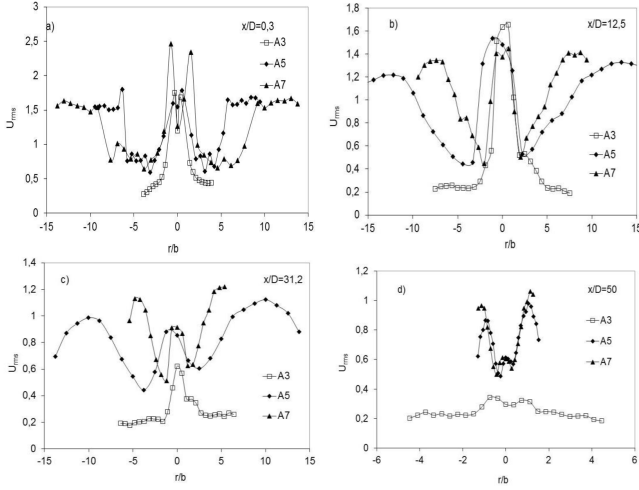 a)
x/D=0,3
3
2,5
2
1,5
1
0,5
0
Urms
-15 -10 -5 0 5 10 15
r/b
A3
A5
A7
b)
x/D=12,5
1,8
1,6
1,4
1,2
1
0,8
0,6
0,4
0,2
0
Urms
-15 -10 -5 0 5 10 15
r/b
A3
A5
A7
c)
x/D=31,2
1,4
1,2
1
0,8
0,6
0,4
0,2
0
Urms
-15 -10 -5 0 5 10 15
r/b
A3
A5
A7
d)
x/D=50
1,2
1
0,8
0,6
0,4
0,2
0
Urms
-6 -4 -2 0 2 4 6
r/b
A3
A5
A7